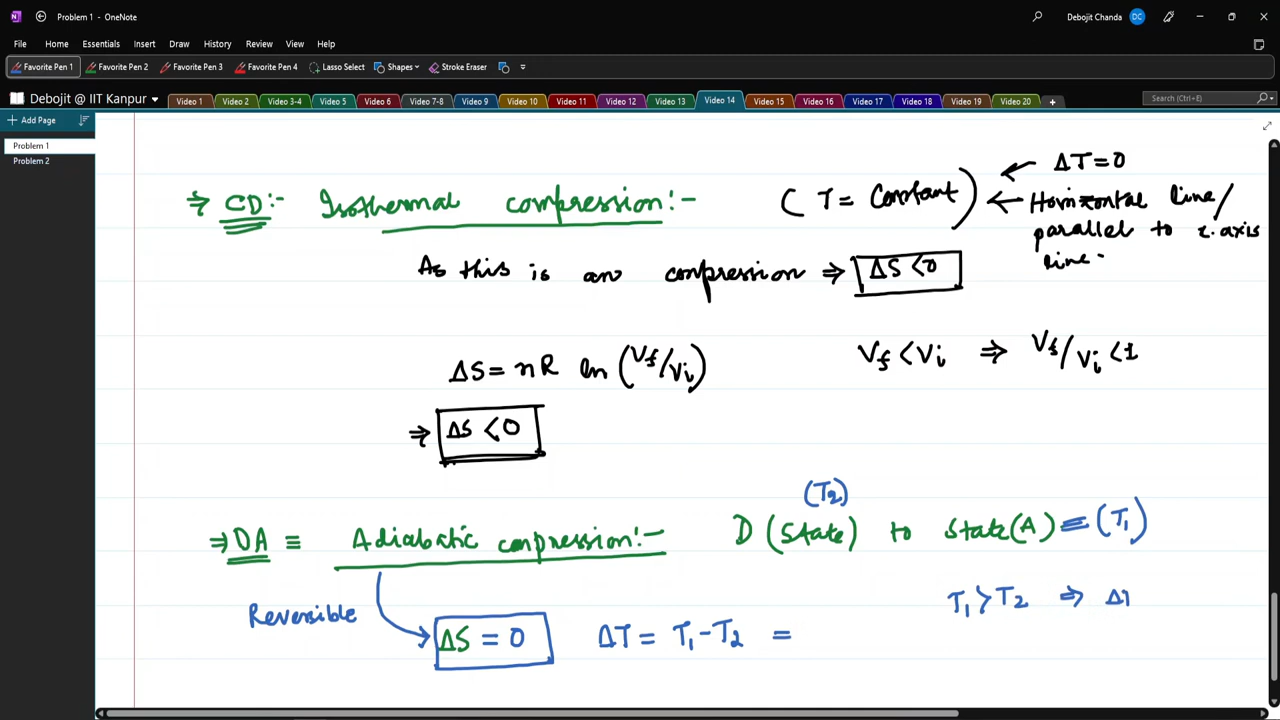 Problem 1 - OneNote
Debojit Chanda DC
File Home Essentials Insert Draw History Review View Help
Favorite Pen 1 Favorite Pen 2 Favorite Pen 3 Favorite Pen 4 Lasso Select Shapes Stroke Eraser
Debojit @ IIT Kanpur Video 1 Video 2 Video 3-4 Video 5 Video 6 Video 7-8 Video 9 Video 10 Video 11 Video 12 Video 13 Video 14 Video 15 Video 16 Video 17 Video 18 Video 19 Video 20 + Search (Ctrl+E)
+ Add Page
Problem 1
Problem 2
← ΔT=0
⇒ CD:- Isothermal compression:- (T = Constant) ← Horizontal line/
parallel to x-axis
line.
As this is an compression ⇒ ΔS<0
ΔS = nR ln (Vf/Vi) Vf < Vi ⇒ Vf/Vi < 1
⇒ ΔS < 0
(T2)
⇒ DA ≡ Adiabatic compression:- D (State) to State(A) = (T1)
Reversible T1 > T2 ⇒ ΔT
ΔS = 0 ΔT = T1-T2 =